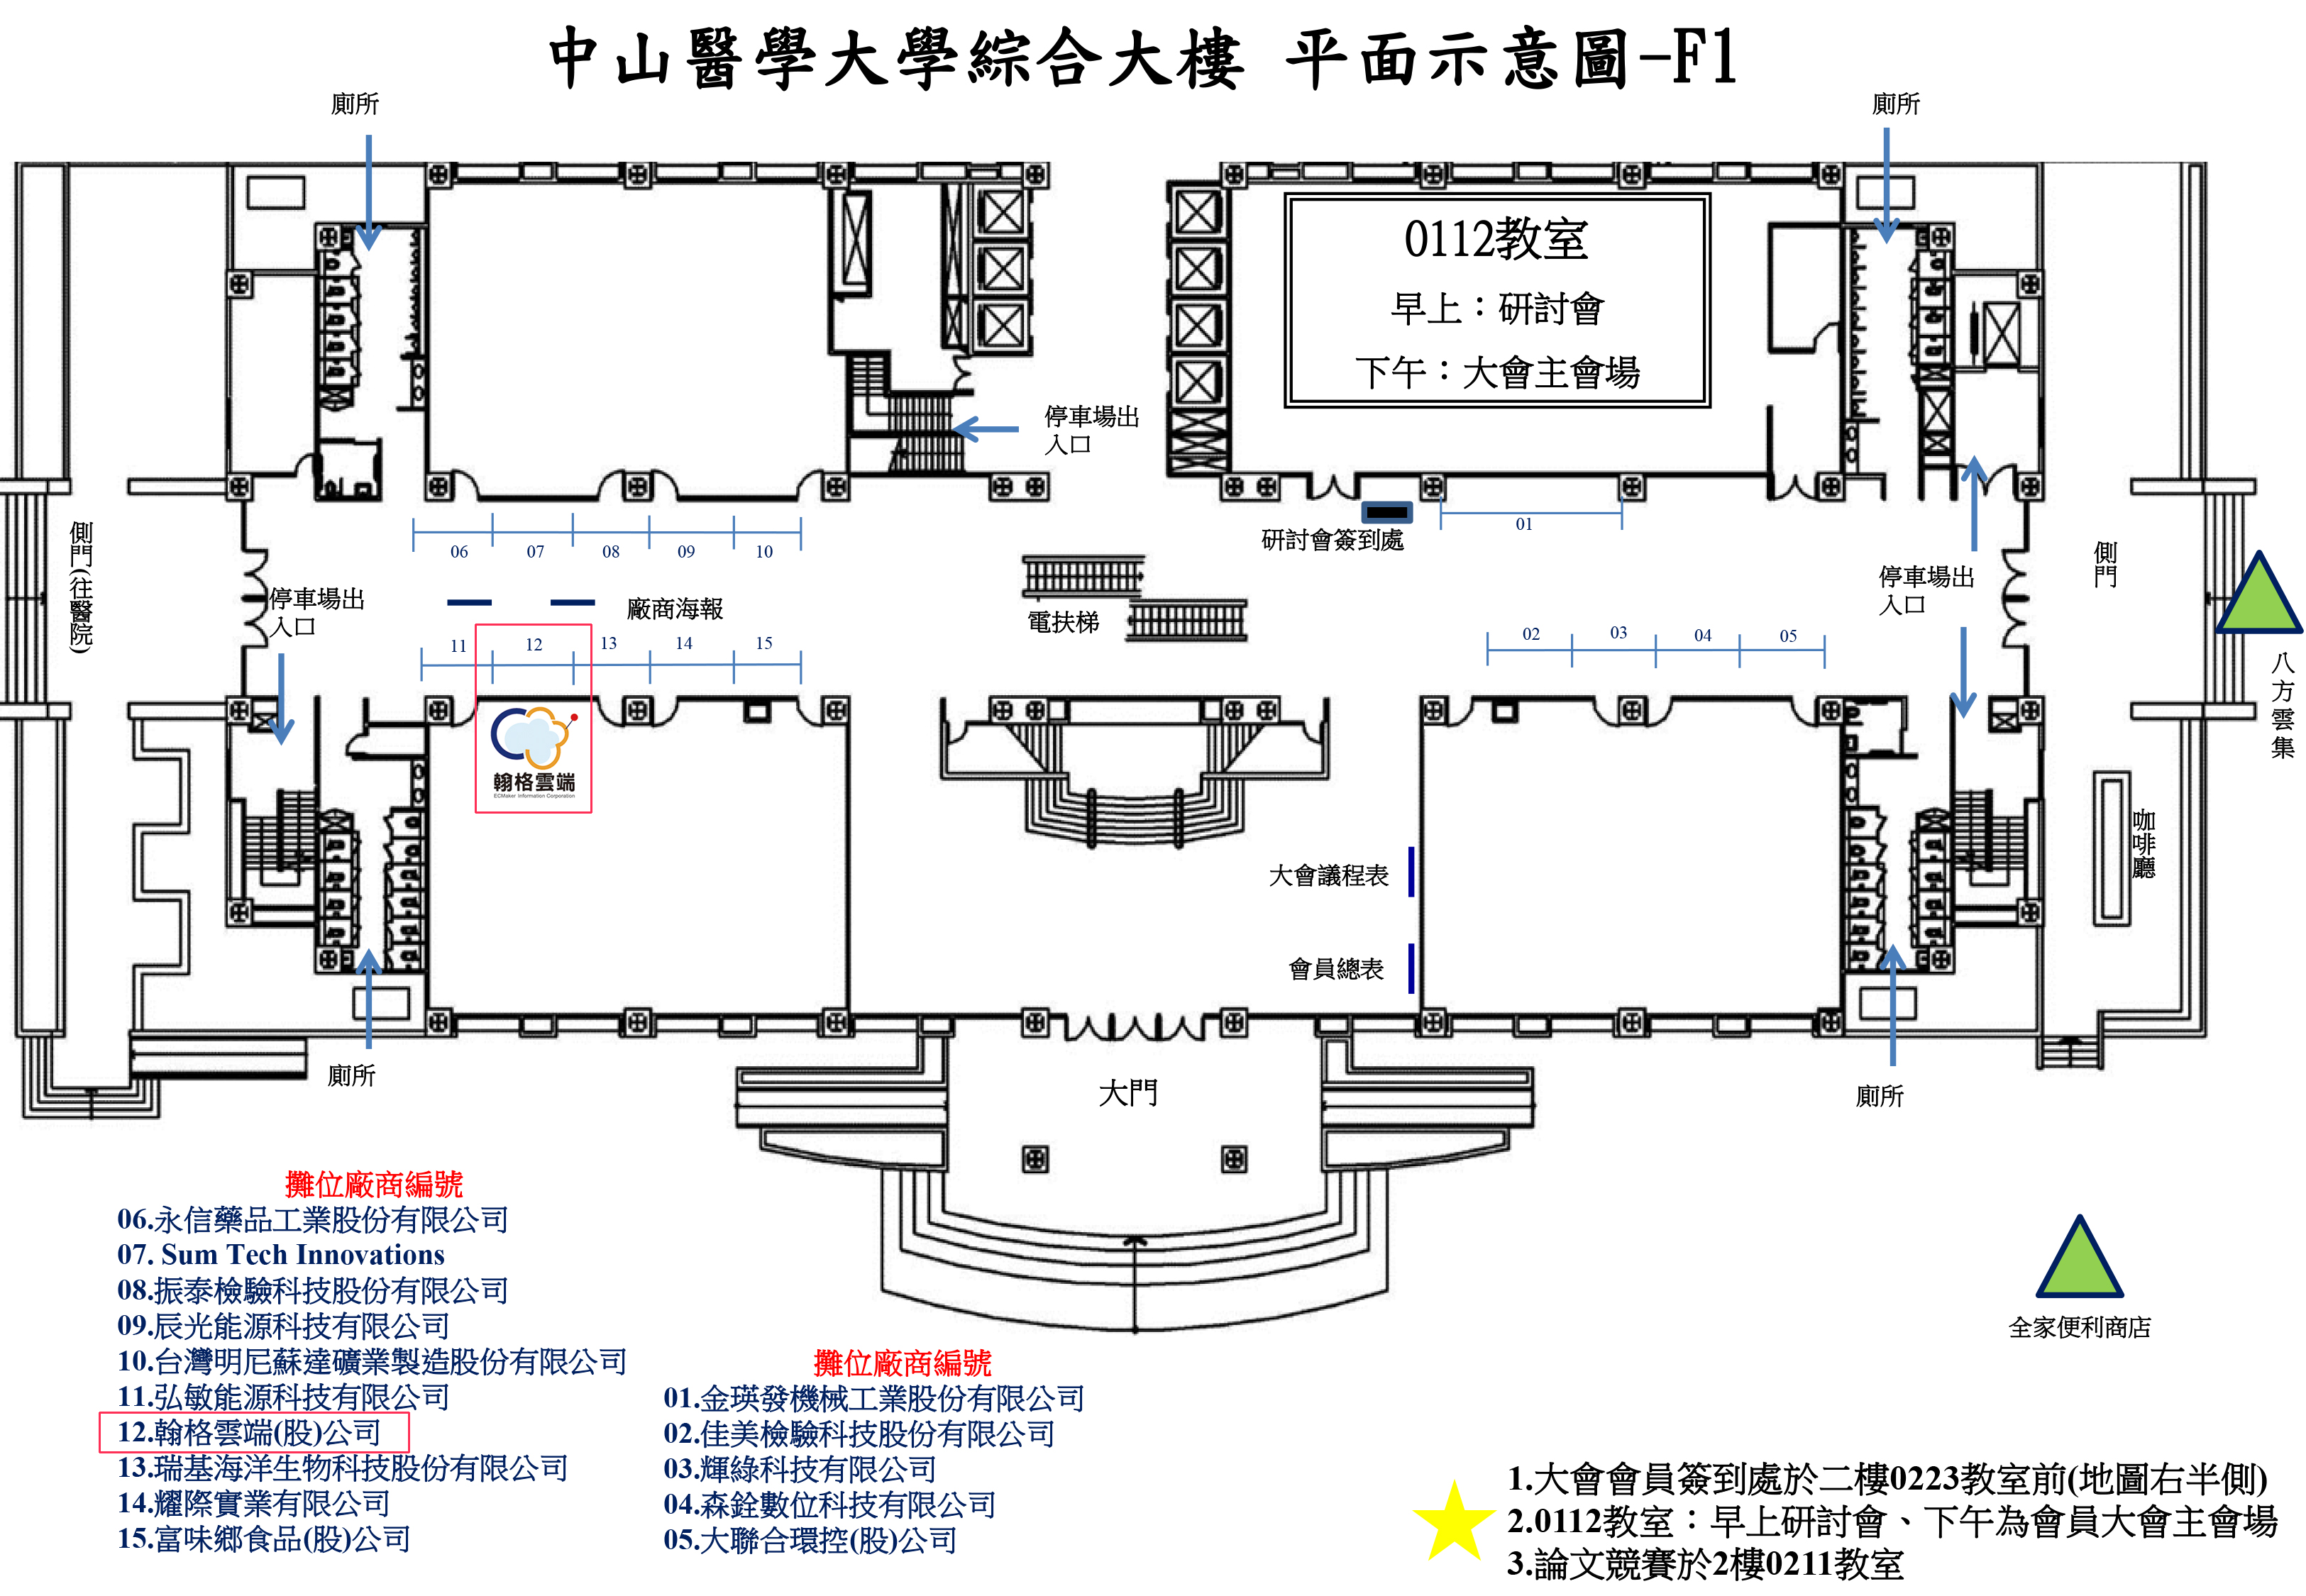 中山醫學大學綜合大樓 平面示意圖-F1
廁所
廁所
0112教室
早上：研討會
下午：大會主會場
停車場出
入口
研討會簽到處
01
06
07
08
09
10
側門(往醫院)
停車場出
入口
廠商海報
電扶梯
停車場出
入口
側門
11
12
13
14
15
02
03
04
05
八方雲集
翰格雲端
ECMaker Information Corporation
咖啡廳
大會議程表
會員總表
廁所
大門
廁所
攤位廠商編號
06.永信藥品工業股份有限公司
07. Sum Tech Innovations
08.振泰檢驗科技股份有限公司
09.辰光能源科技有限公司
10.台灣明尼蘇達礦業製造股份有限公司
11.弘敏能源科技有限公司
12.翰格雲端(股)公司
13.瑞基海洋生物科技股份有限公司
14.耀際實業有限公司
15.富味鄉食品(股)公司
攤位廠商編號
01.金瑛發機械工業股份有限公司
02.佳美檢驗科技股份有限公司
03.輝綠科技有限公司
04.森銓數位科技有限公司
05.大聯合環控(股)公司
全家便利商店
1.大會會員簽到處於二樓0223教室前(地圖右半側)
2.0112教室：早上研討會、下午為會員大會主會場
3.論文競賽於2樓0211教室